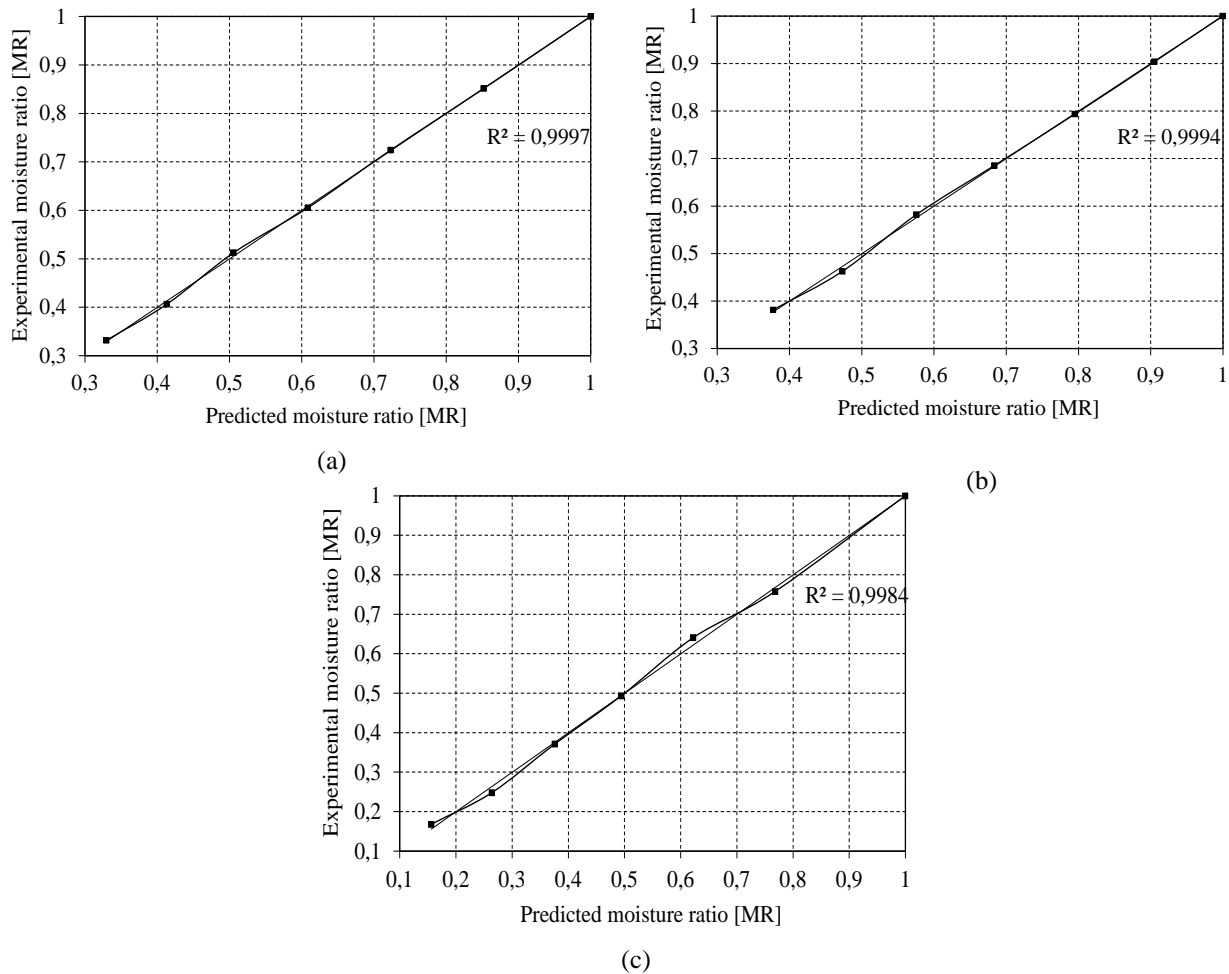 Experimental moisture ratio [MR]
1
0,9
0,8
0,7
0,6
0,5
0,4
0,3
R² = 0,9997
0,3 0,4 0,5 0,6 0,7 0,8 0,9 1
Predicted moisture ratio [MR]
(a)
Experimental moisture ratio [MR]
1
0,9
0,8
0,7
0,6
0,5
0,4
0,3
R² = 0,9994
0,3 0,4 0,5 0,6 0,7 0,8 0,9 1
Predicted moisture ratio [MR]
(b)
Experimental moisture ratio [MR]
1
0,9
0,8
0,7
0,6
0,5
0,4
0,3
0,2
0,1
R² = 0,9984
0,1 0,2 0,3 0,4 0,5 0,6 0,7 0,8 0,9 1
Predicted moisture ratio [MR]
(c)